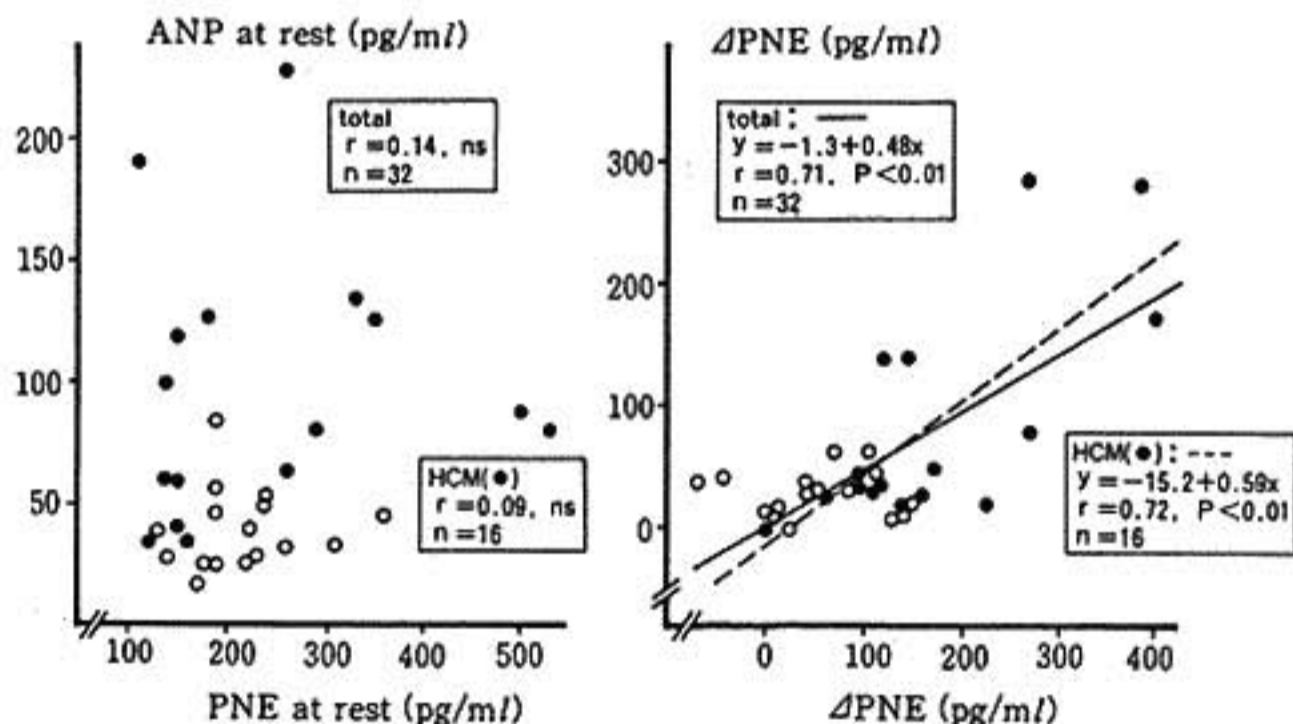 ANP at rest (pg/ml)
total
r=0.14, ns
n=32
200
150
100
50
HCM(●)
r=0.09, ns
n=16
100 200 300 400 500
PNE at rest (pg/ml)
ΔPNE (pg/ml)
total: —
y=-1.3+0.48x
r=0.71, P<0.01
n=32
300
200
100
0
HCM(●): ---
y=-15.2+0.59x
r=0.72, P<0.01
n=16
0 100 200 300 400
ΔPNE (pg/ml)